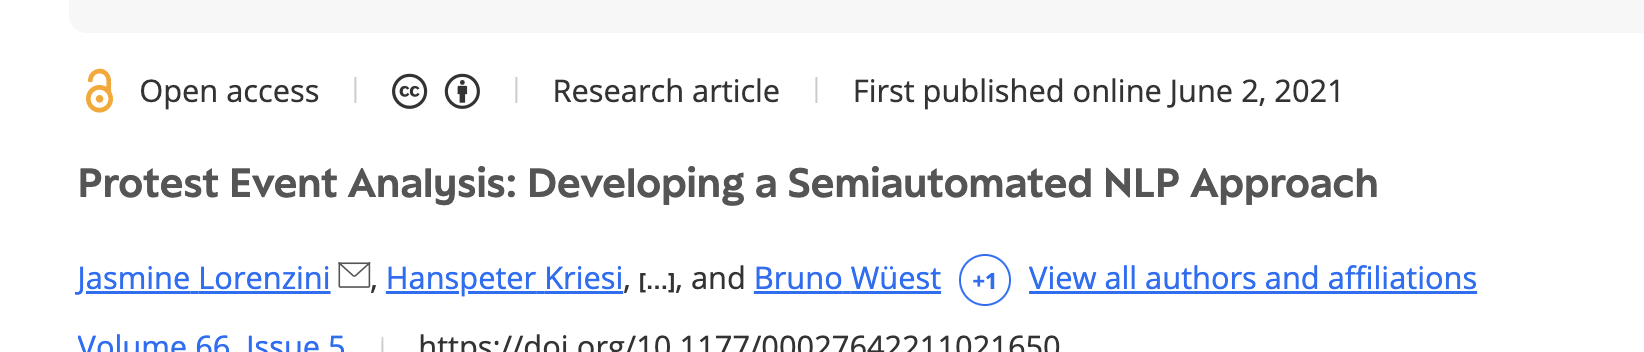 Open access | cc | Research article | First published online June 2, 2021
Protest Event Analysis: Developing a Semiautomated NLP Approach
Jasmine Lorenzini, Hanspeter Kriesi, [...], and Bruno Wüest +1 View all authors and affiliations
Volume 66, Issue 5 | https://doi.org/10.1177/00027642211021650